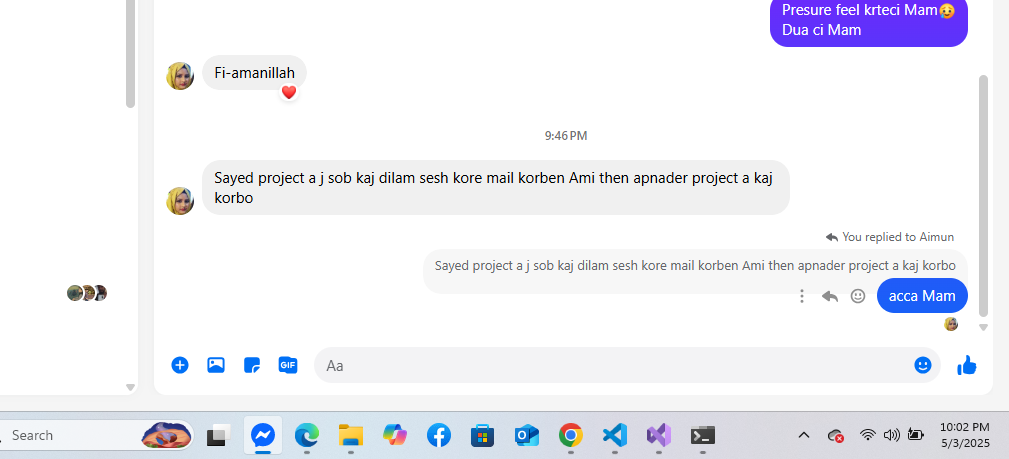 Presure feel krteci Mam🥹
Dua ci Mam
Fi-amanillah
9:46 PM
Sayed project a j sob kaj dilam sesh kore mail korben Ami then apnader project a kaj
korbo
You replied to Aimun
Sayed project a j sob kaj dilam sesh kore mail korben Ami then apnader project a kaj korbo
acca Mam
GIF
Aa
Search
10:02 PM
5/3/2025